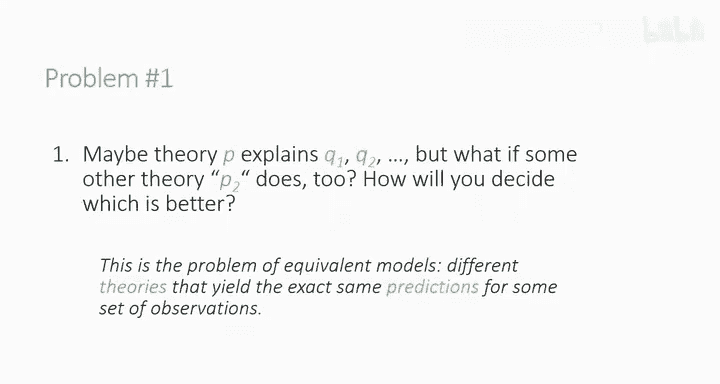 Problem #1
1. Maybe theory p explains q₁, q₂, ..., but what if some
other theory “p₂“ does, too? How will you decide
which is better?
This is the problem of equivalent models: different
theories that yield the exact same predictions for some
set of observations.